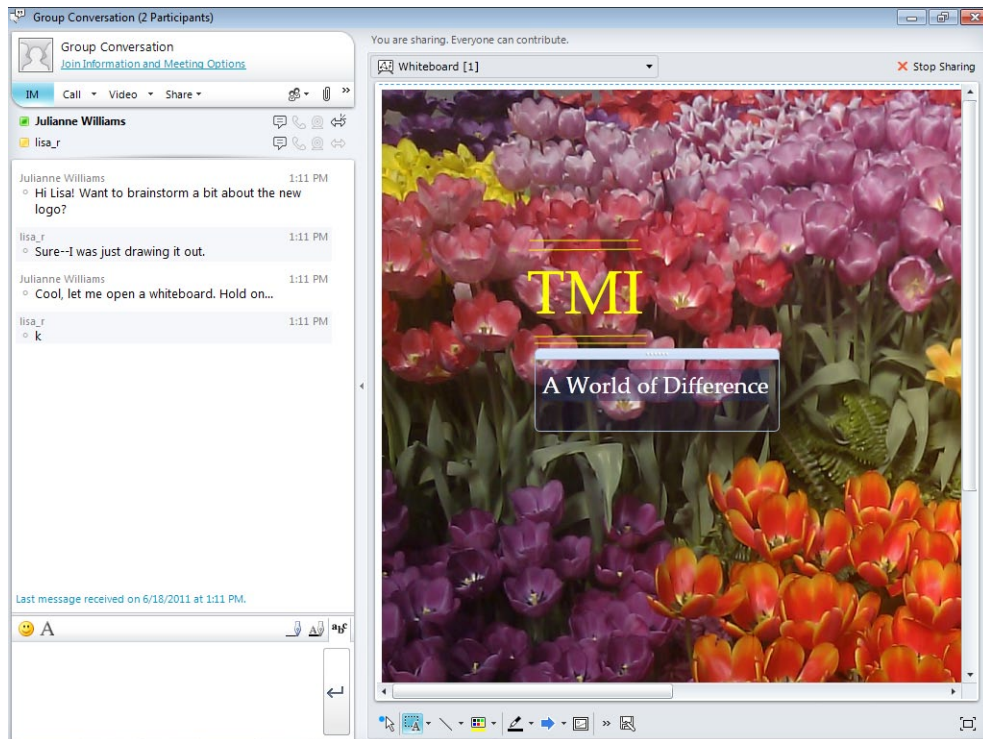 Group Conversation (2 Participants)
Group Conversation
Join Information and Meeting Options
IM Call Video Share
Julianne Williams
lisa_r
Julianne Williams 1:11 PM
Hi Lisa! Want to brainstorm a bit about the new
logo?
lisa_r 1:11 PM
Sure--I was just drawing it out.
Julianne Williams 1:11 PM
Cool, let me open a whiteboard. Hold on...
lisa_r 1:11 PM
k
Last message received on 6/18/2011 at 1:11 PM.
A A abc
You are sharing. Everyone can contribute.
Whiteboard [1] Stop Sharing
TMI
A World of Difference